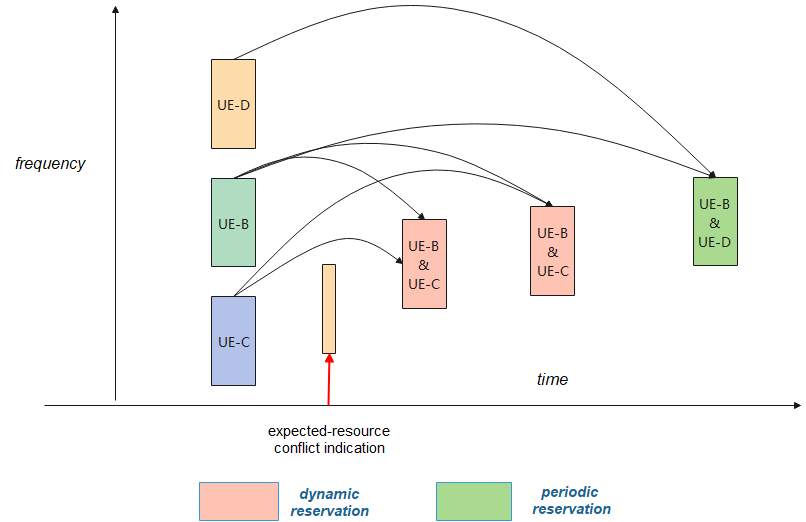 UE-D
frequency
UE-B
UE-C
UE-B
&
UE-C
UE-B
&
UE-C
UE-B
&
UE-D
time
expected-resource
conflict indication
dynamic
reservation
periodic
reservation